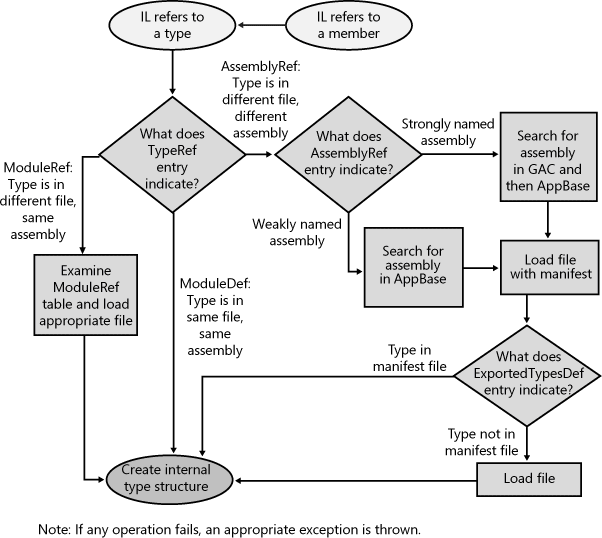 IL refers to
a type
IL refers to
a member
AssemblyRef:
Type is in
different file,
different
assembly
What does
TypeRef
entry
indicate?
What does
AssemblyRef
entry indicate?
Strongly named
assembly
Search for
assembly
in GAC and
then AppBase
ModuleRef:
Type is in
different file,
same
assembly
Weakly named
assembly
Examine
ModuleRef
table and load
appropriate file
ModuleDef:
Type is in
same file,
same
assembly
Search for
assembly
in AppBase
Load file
with manifest
Type in
manifest file
What does
ExportedTypesDef
entry indicate?
Type not in
manifest file
Create internal
type structure
Load file
Note: If any operation fails, an appropriate exception is thrown.